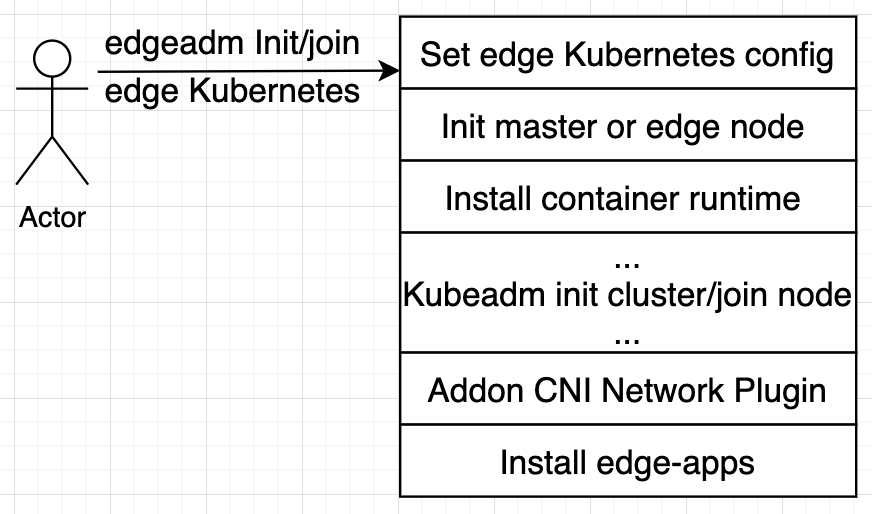 edgeadm Init/join
edge Kubernetes
Actor
Set edge Kubernetes config
Init master or edge node
Install container runtime
...
Kubeadm init cluster/join node
...
Addon CNI Network Plugin
Install edge-apps